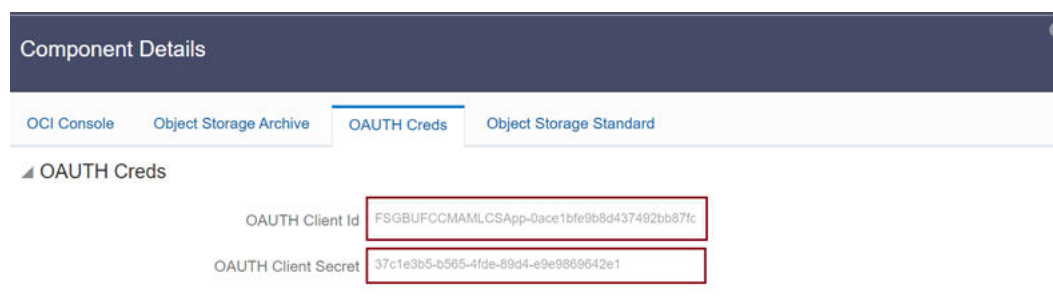 Component Details
OCI Console Object Storage Archive OAUTH Creds Object Storage Standard
OAUTH Creds
OAUTH Client Id FSGBUFCCMAMLCSApp-0ace1bfe9b8d437492bb87fc
OAUTH Client Secret 37c1e3b5-b565-4fde-89d4-e9e9869642e1